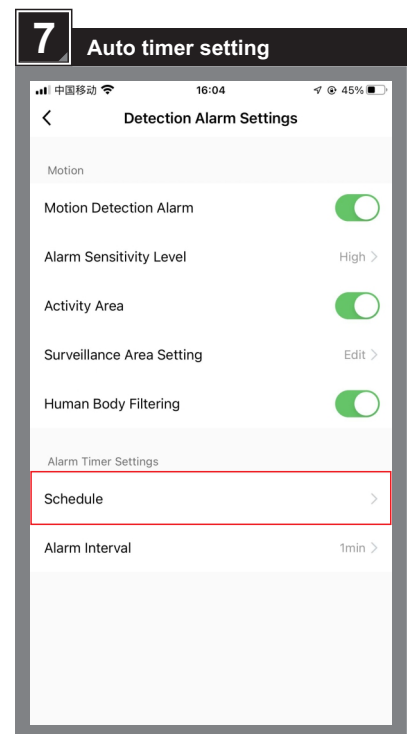 7 Auto timer setting
中国移动 16:04 45%
Detection Alarm Settings
Motion
Motion Detection Alarm
Alarm Sensitivity Level High >
Activity Area
Surveillance Area Setting Edit >
Human Body Filtering
Alarm Timer Settings
Schedule >
Alarm Interval 1min >